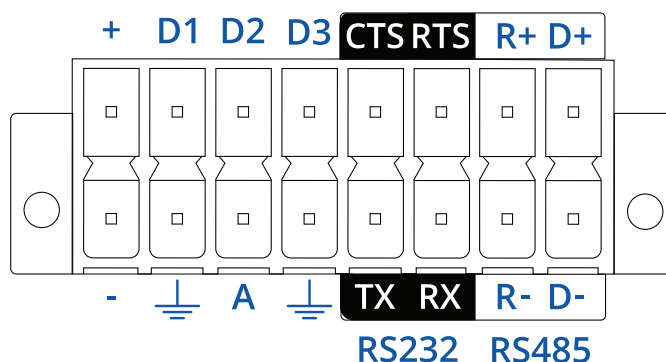 + D1 D2 D3 CTS RTS R+ D+
- A TX RX R- D-
RS232 RS485